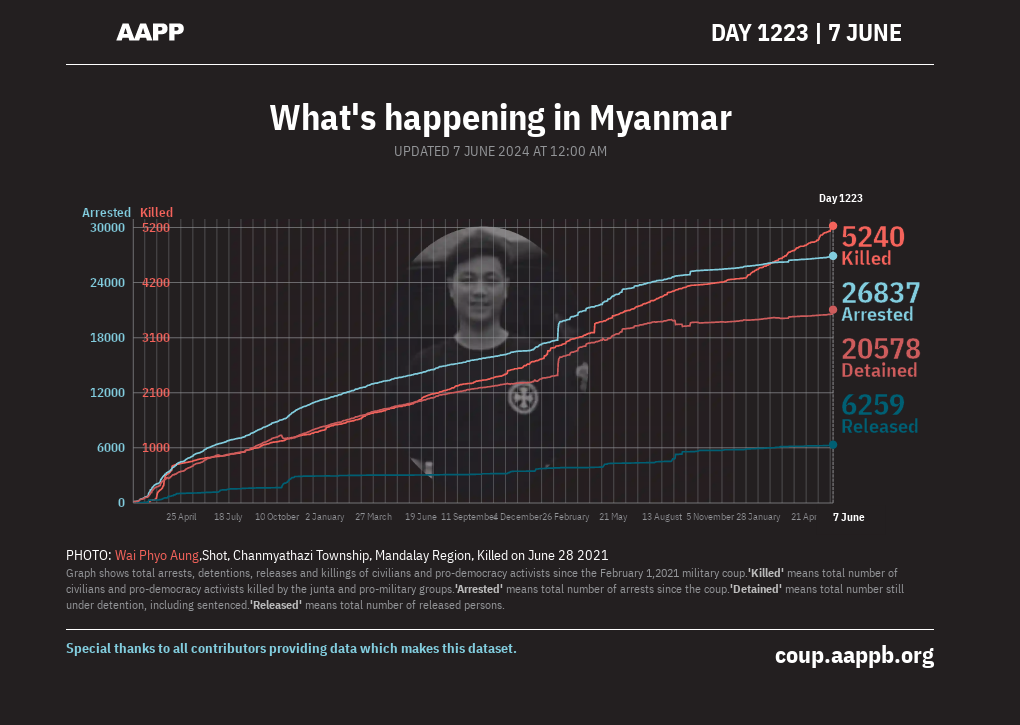 AAPP
DAY 1223 | 7 JUNE
What's happening in Myanmar
UPDATED 7 JUNE 2024 AT 12:00 AM
Day 1223
Arrested Killed
30000 5200
24000 4200
18000 3100
12000 2100
6000 1000
0
5240
Killed
26837
Arrested
20578
Detained
6259
Released
25 April 18 July 10 October 2 January 27 March 19 June 11 September 4 December 26 February 21 May 13 August 5 November 28 January 21 Apr 7 June
PHOTO: Wai Phyo Aung,Shot, Chanmyathazi Township, Mandalay Region, Killed on June 28 2021
Graph shows total arrests, detentions, releases and killings of civilians and pro-democracy activists since the February 1,2021 military coup.'Killed' means total number of
civilians and pro-democracy activists killed by the junta and pro-military groups.'Arrested' means total number of arrests since the coup.'Detained' means total number still
under detention, including sentenced.'Released' means total number of released persons.
Special thanks to all contributors providing data which makes this dataset.
coup.aappb.org